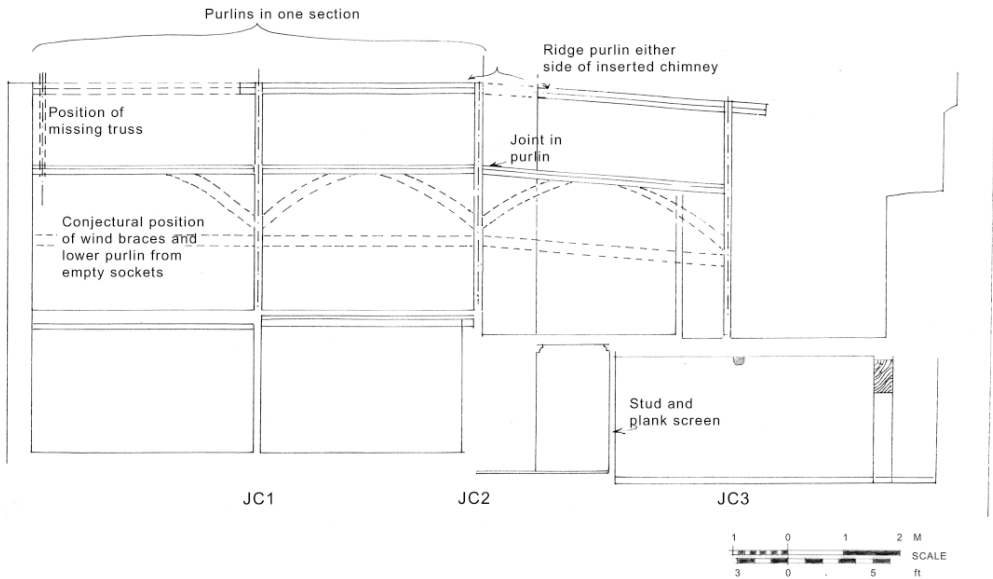 Purlins in one section
Ridge purlin either
side of inserted chimney
Position of
missing truss
Joint in
purlin
Conjectural position
of wind braces and
lower purlin from
empty sockets
Stud and
plank screen
JC1
JC2
JC3
1 0 1 2 M
SCALE
3 0 5 ft